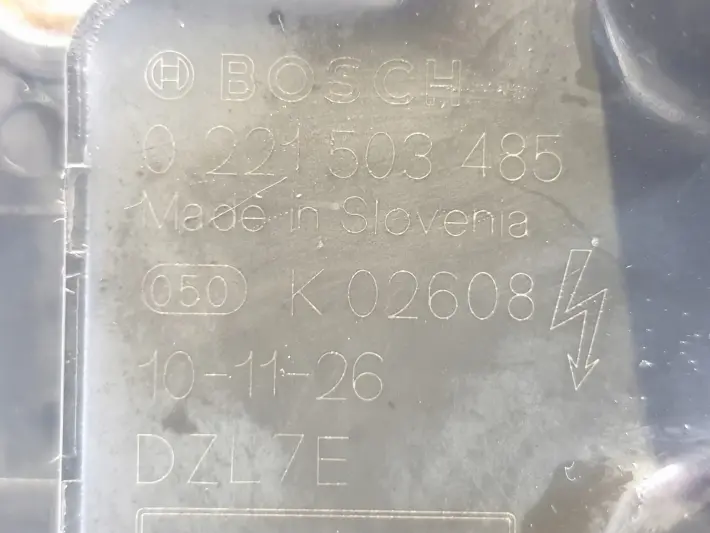 BOSCH
0 221 503 485
Made in Slovenia
050 K 02608
10-11-26
DZL7E